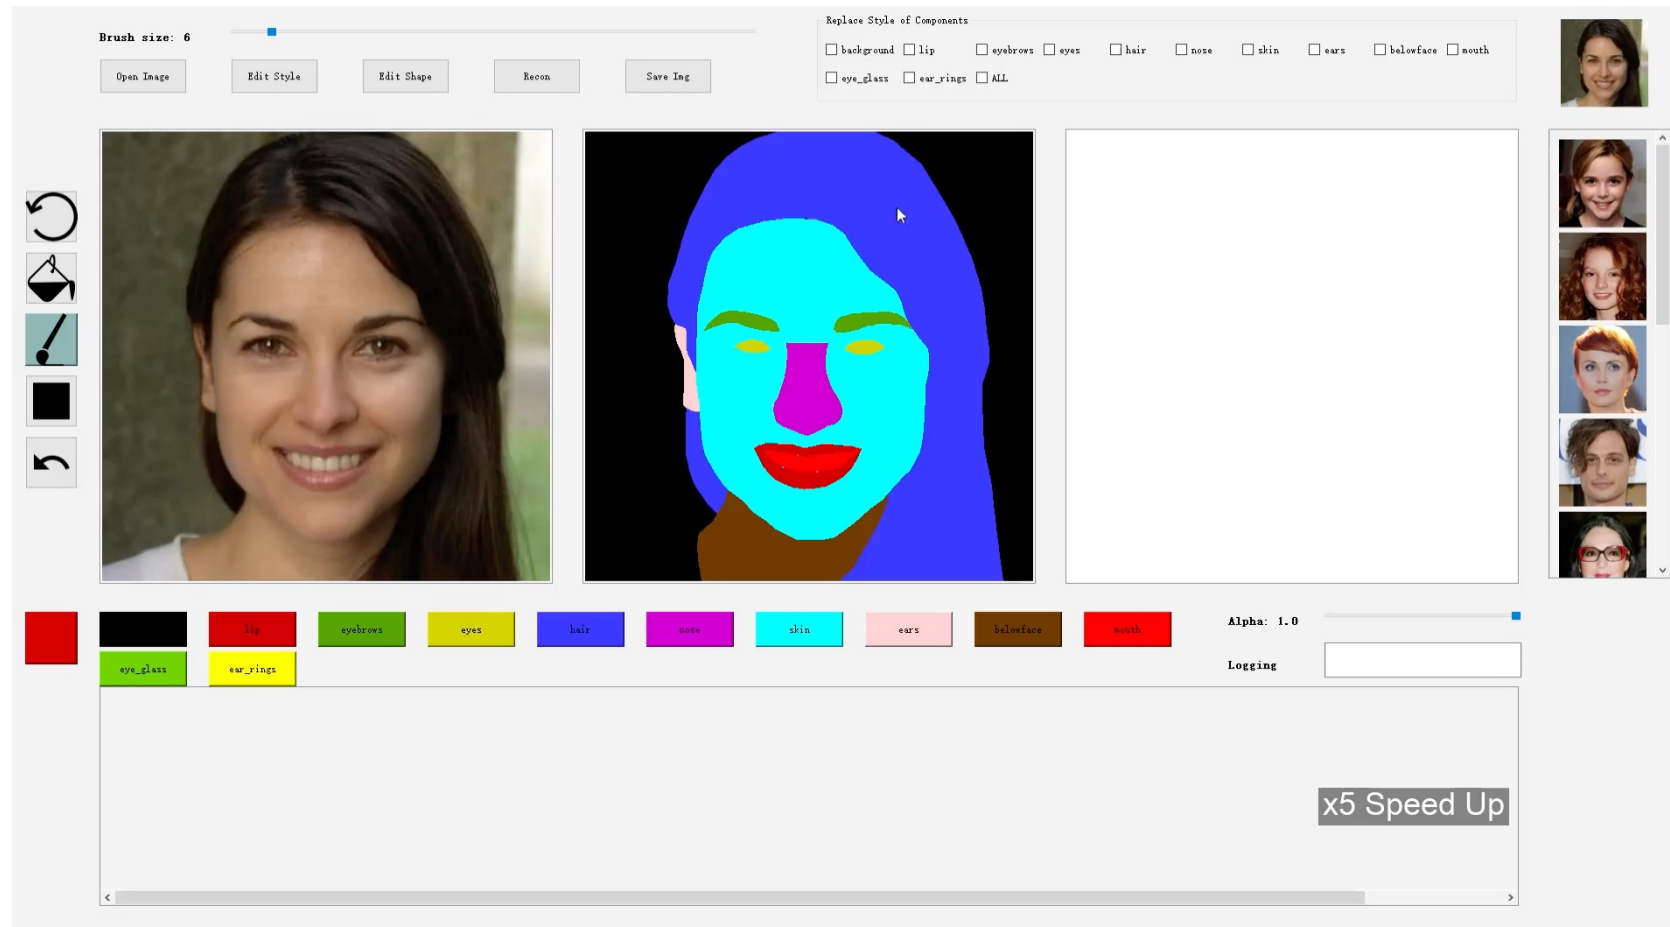 Replace Style of Components
Brush size: 6
background lip eyebrows eyes hair nose skin ears belowface mouth
Open Image Edit Style Edit Shape Recon Save Img
eye_glass ear_rings ALL
lip eyebrows eyes hair nose skin ears belowface mouth
Alpha: 1.0
eye_glass ear_rings
Logging
x5 Speed Up